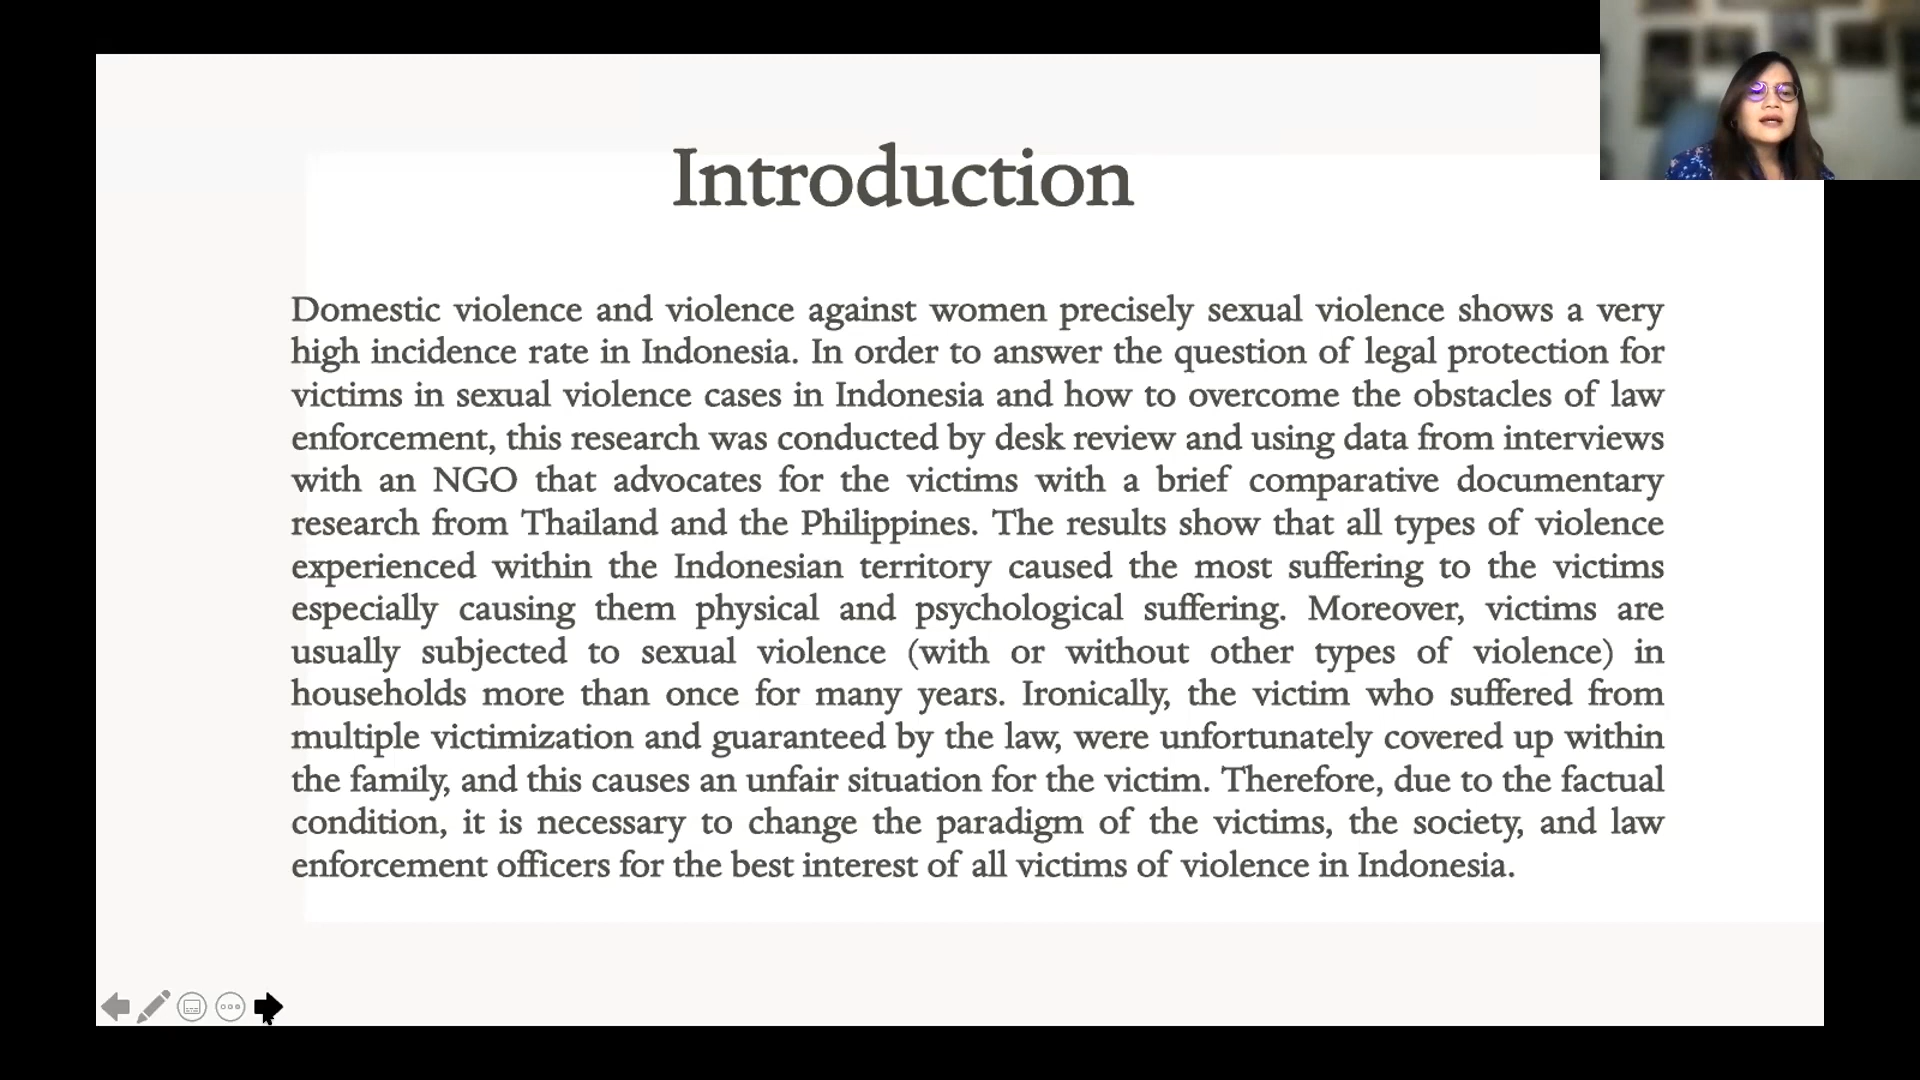 Introduction
Domestic violence and violence against women precisely sexual violence shows a very
high incidence rate in Indonesia. In order to answer the question of legal protection for
victims in sexual violence cases in Indonesia and how to overcome the obstacles of law
enforcement, this research was conducted by desk review and using data from interviews
with an NGO that advocates for the victims with a brief comparative documentary
research from Thailand and the Philippines. The results show that all types of violence
experienced within the Indonesian territory caused the most suffering to the victims
especially causing them physical and psychological suffering. Moreover, victims are
usually subjected to sexual violence (with or without other types of violence) in
households more than once for many years. Ironically, the victim who suffered from
multiple victimization and guaranteed by the law, were unfortunately covered up within
the family, and this causes an unfair situation for the victim. Therefore, due to the factual
condition, it is necessary to change the paradigm of the victims, the society, and law
enforcement officers for the best interest of all victims of violence in Indonesia.